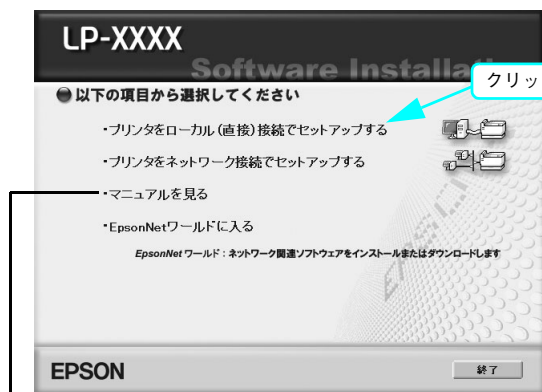 LP-XXXX
Software Installati
クリッ
以下の項目から選択してください
・プリンタをローカル(直接)接続でセットアップする
・プリンタをネットワーク接続でセットアップする
・マニュアルを見る
・EpsonNetワールドに入る
EpsonNet ワールド：ネットワーク関連ソフトウェアをインストールまたはダウンロードします
EPSON
EPSON
終了